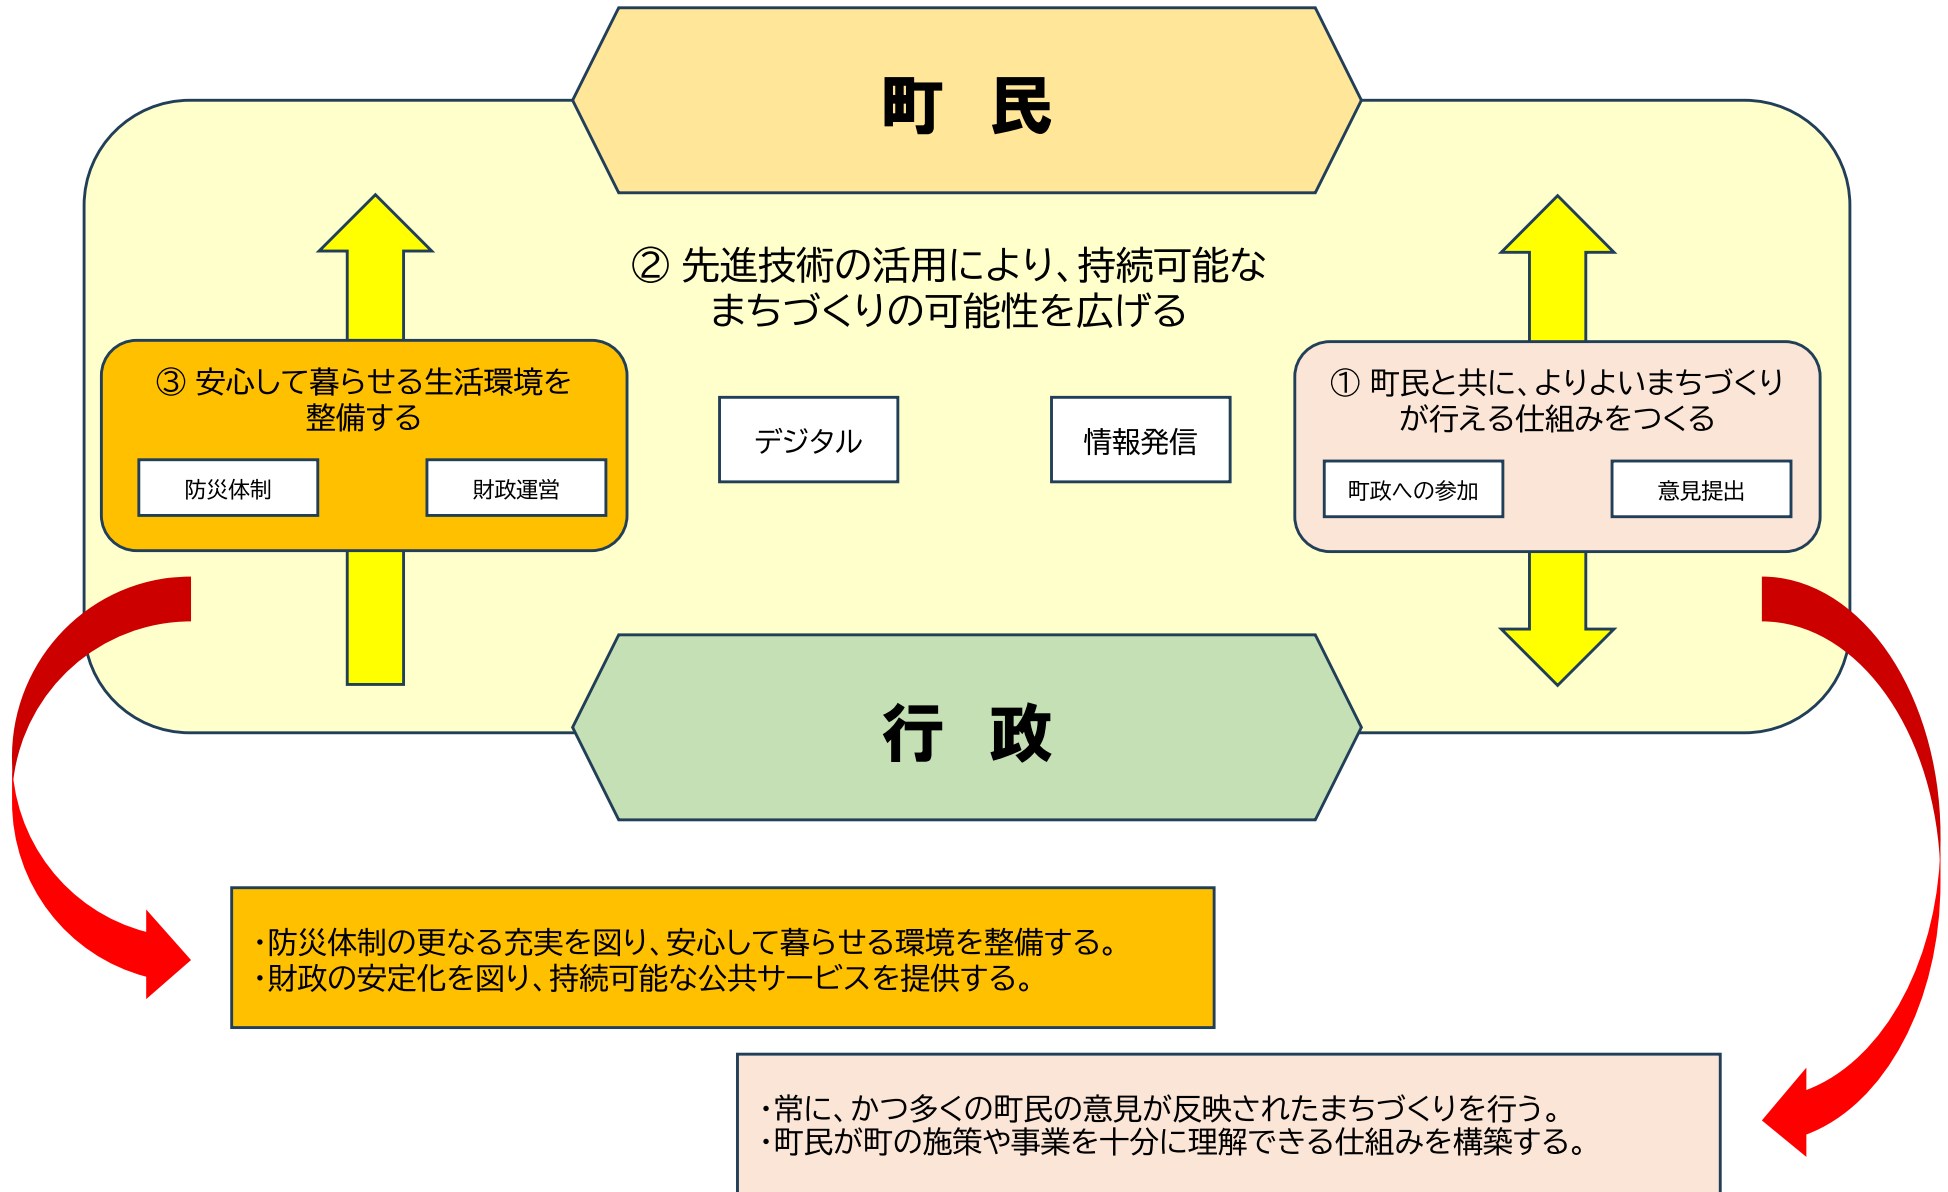 町　民
② 先進技術の活用により、持続可能な
まちづくりの可能性を広げる
③ 安心して暮らせる生活環境を
整備する
防災体制
財政運営
デジタル
情報発信
① 町民と共に、よりよいまちづくり
が行える仕組みをつくる
町政への参加
意見提出
行　政
・防災体制の更なる充実を図り、安心して暮らせる環境を整備する。
・財政の安定化を図り、持続可能な公共サービスを提供する。
・常に、かつ多くの町民の意見が反映されたまちづくりを行う。
・町民が町の施策や事業を十分に理解できる仕組みを構築する。